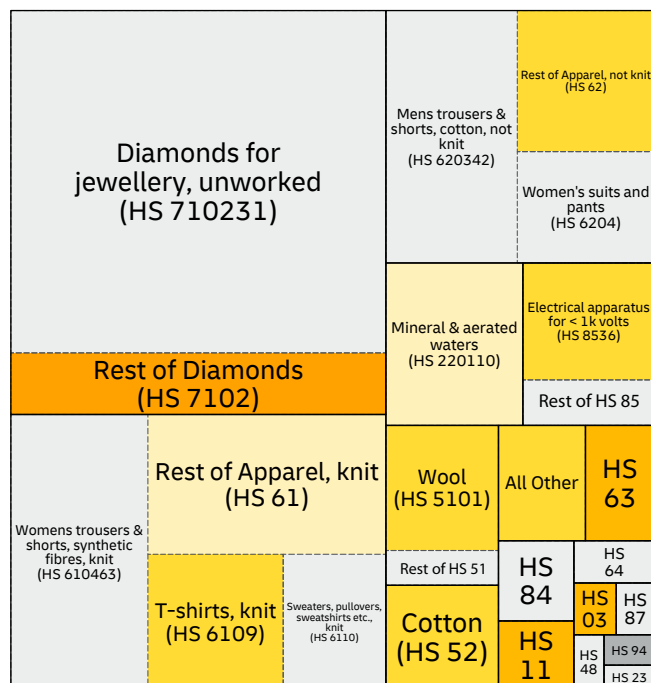 Diamonds for
jewellery, unworked
(HS 710231)
Rest of Diamonds
(HS 7102)
Womens trousers &
shorts, synthetic
fibres, knit
(HS 610463)
Rest of Apparel, knit
(HS 61)
T-shirts, knit
(HS 6109)
Sweaters, pullovers,
sweatshirts etc.,
knit
(HS 6110)
Mens trousers &
shorts, cotton, not
knit
(HS 620342)
Rest of Apparel, not knit
(HS 62)
Women's suits and
pants
(HS 6204)
Mineral & aerated
waters
(HS 220110)
Electrical apparatus
for < 1k volts
(HS 8536)
Rest of HS 85
Wool
(HS 5101)
Rest of HS 51
Cotton
(HS 52)
All Other
HS
63
HS
84
HS
11
HS
64
HS
03
HS
87
HS
48
HS 94
HS 23